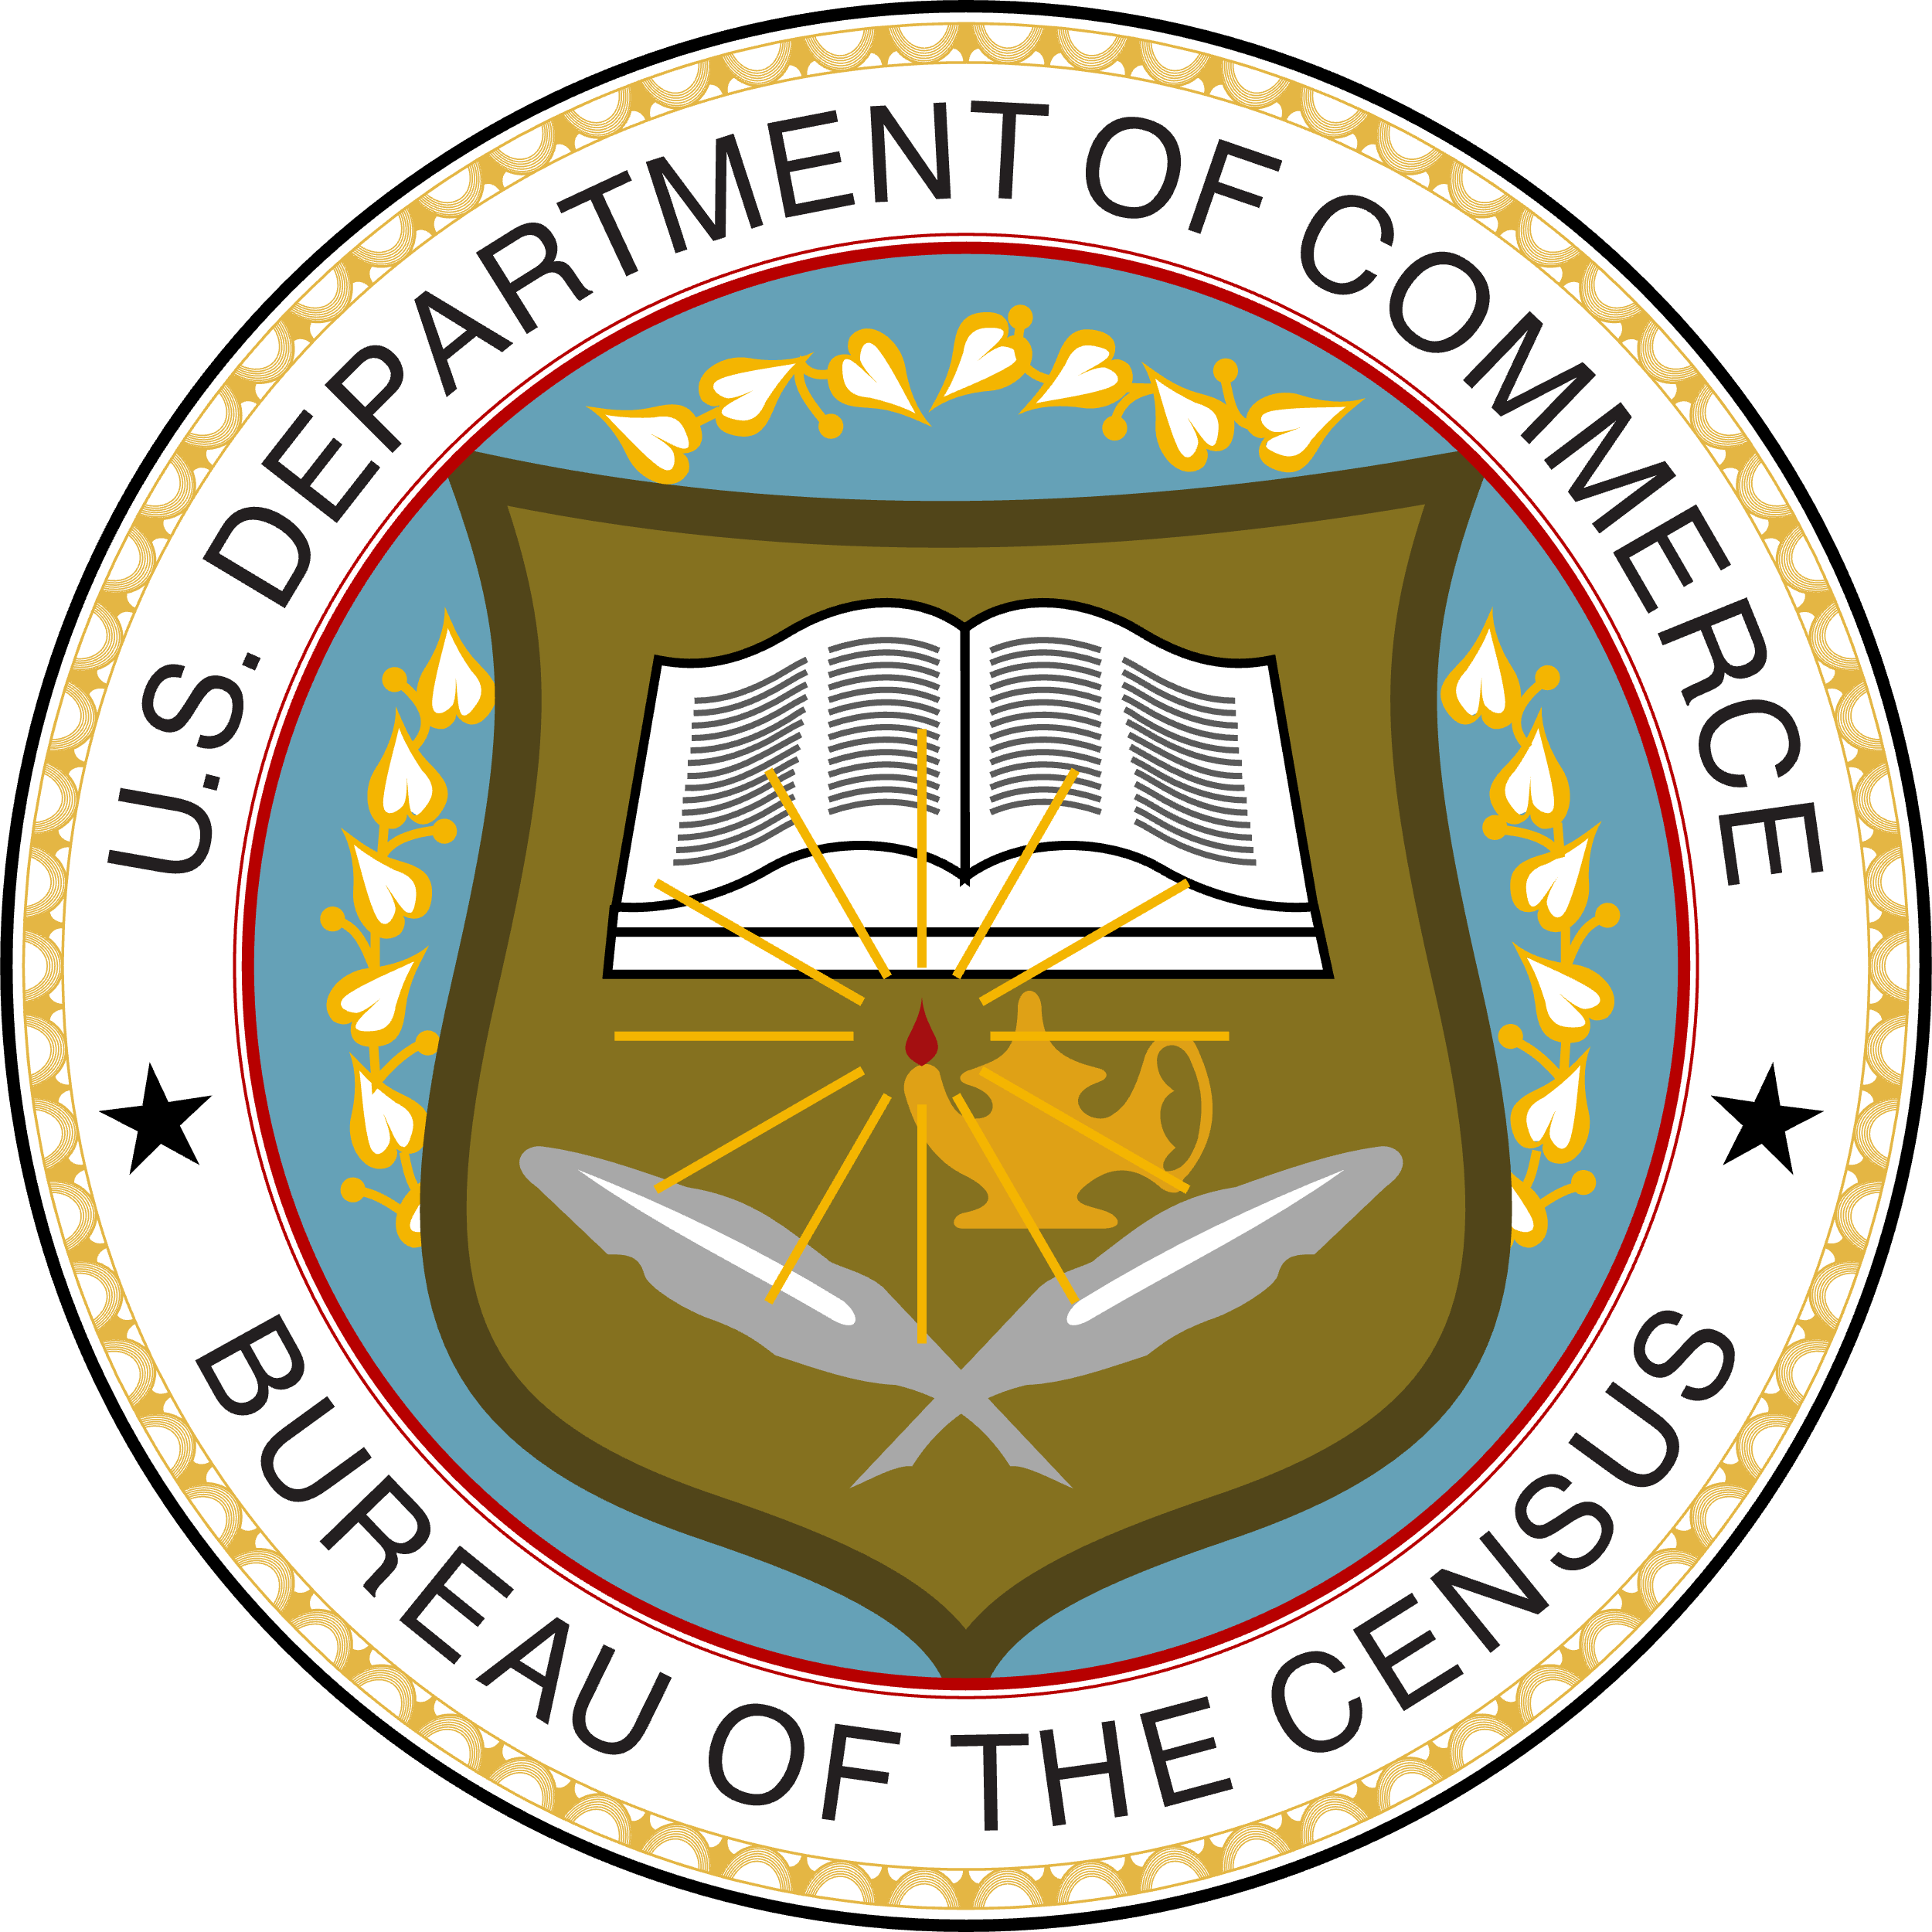 U.S. DEPARTMENT OF COMMERCE
BUREAU OF THE CENSUS